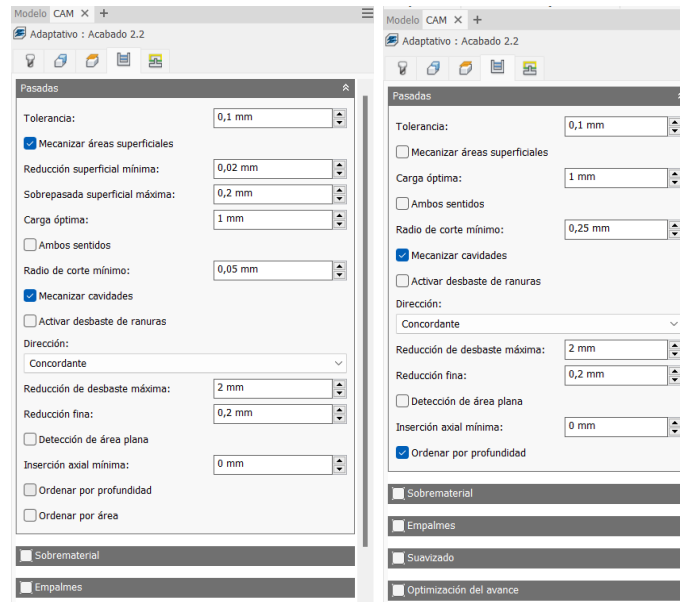 Modelo CAM × +
Adaptativo : Acabado 2.2
Pasadas
Tolerancia: 0,1 mm
Mecanizar áreas superficiales
Reducción superficial mínima: 0,02 mm
Sobrepasada superficial máxima: 0,2 mm
Carga óptima: 1 mm
Ambos sentidos
Radio de corte mínimo: 0,05 mm
Mecanizar cavidades
Activar desbaste de ranuras
Dirección:
Concordante
Reducción de desbaste máxima: 2 mm
Reducción fina: 0,2 mm
Detección de área plana
Inserción axial mínima: 0 mm
Ordenar por profundidad
Ordenar por área
Sobrematerial
Empalmes
Modelo CAM × +
Adaptativo : Acabado 2.2
Pasadas
Tolerancia: 0,1 mm
Mecanizar áreas superficiales
Carga óptima: 1 mm
Ambos sentidos
Radio de corte mínimo: 0,25 mm
Mecanizar cavidades
Activar desbaste de ranuras
Dirección:
Concordante
Reducción de desbaste máxima: 2 mm
Reducción fina: 0,2 mm
Detección de área plana
Inserción axial mínima: 0 mm
Ordenar por profundidad
Sobrematerial
Empalmes
Suavizado
Optimización del avance